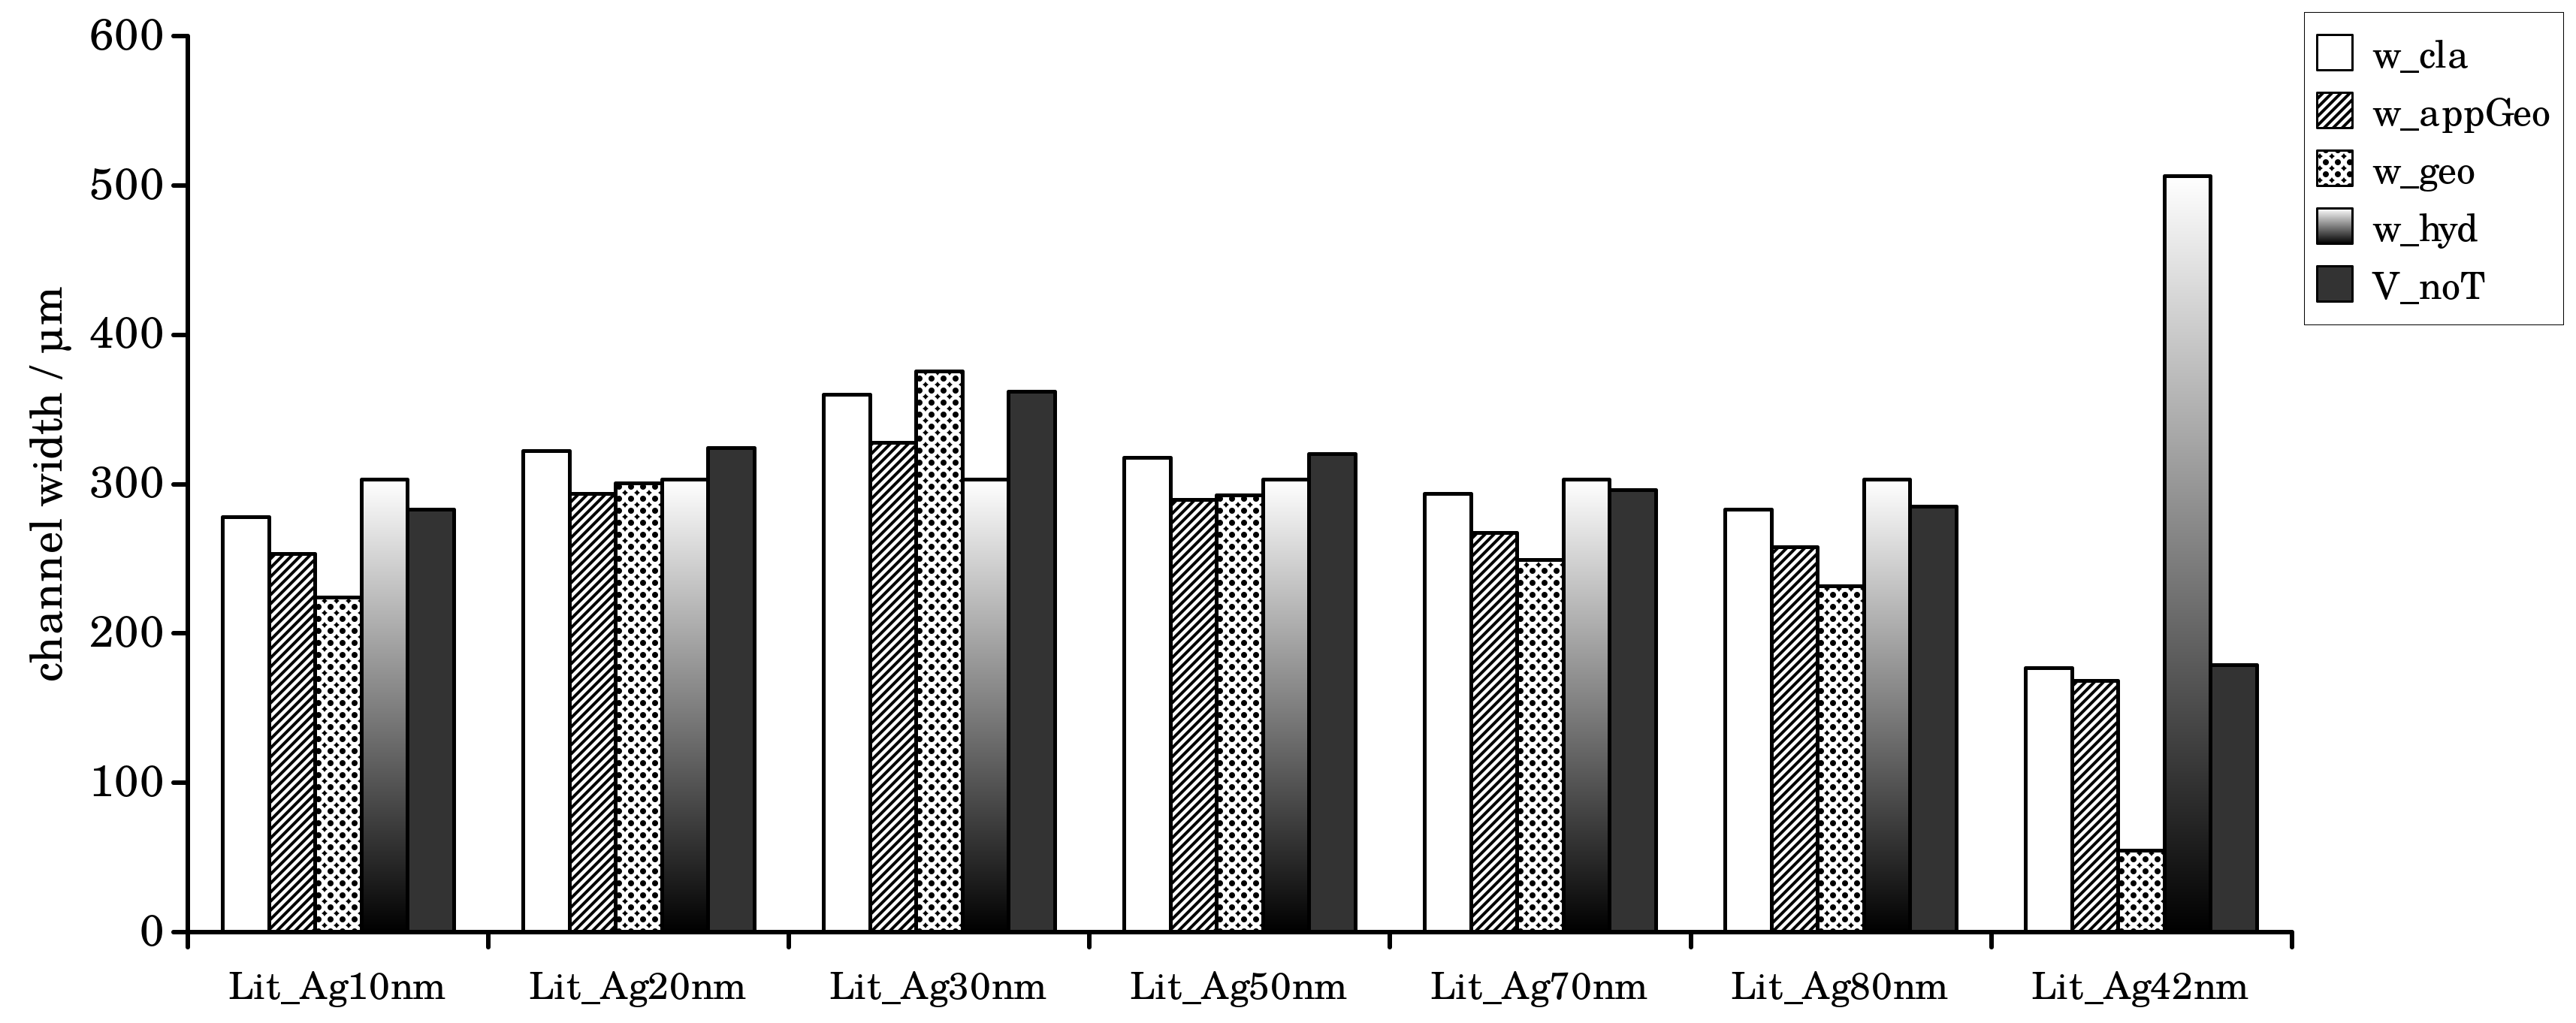 600
500
400
300
200
100
0
channel width / µm
Lit_Ag10nm
Lit_Ag20nm
Lit_Ag30nm
Lit_Ag50nm
Lit_Ag70nm
Lit_Ag80nm
Lit_Ag42nm
w_cla
w_appGeo
w_geo
w_hyd
V_noT